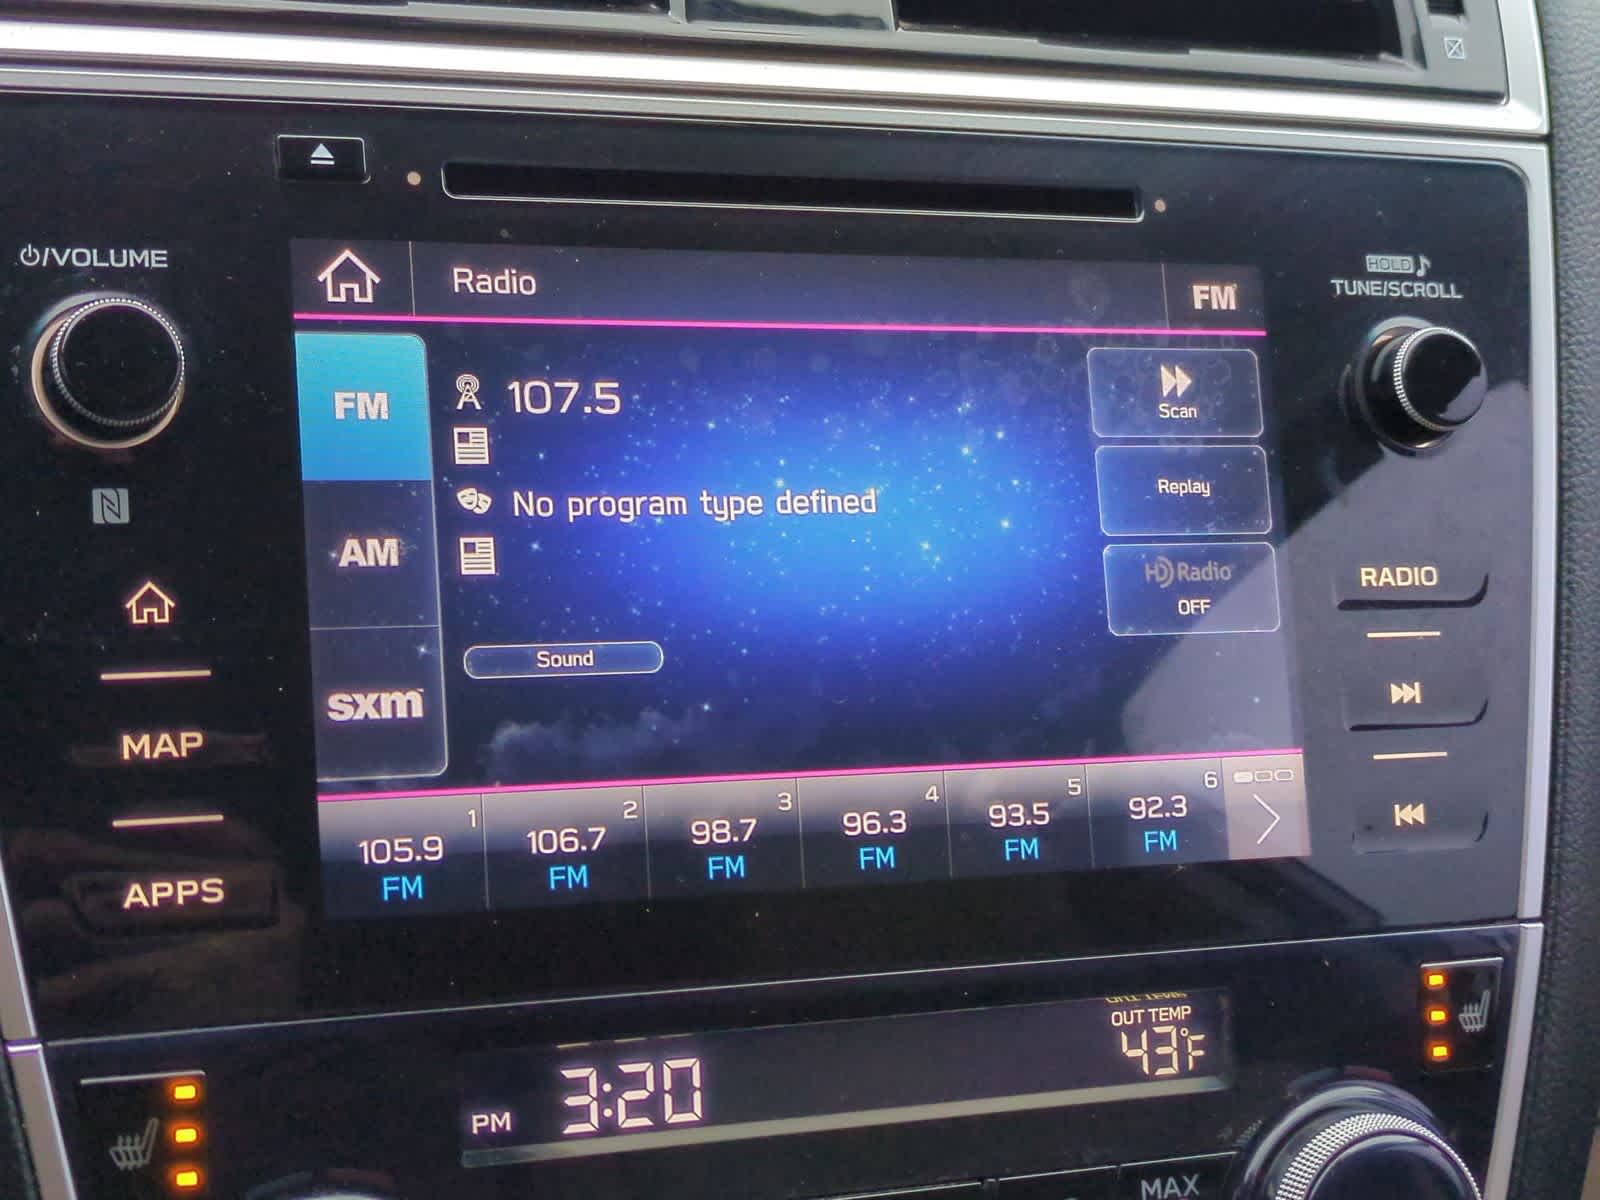 ⏻/VOLUME
HOLD ♪
TUNE/SCROLL
Radio
FM
FM
107.5
Scan
Replay
No program type defined
AM
HD Radio
OFF
RADIO
Sound
sxm
MAP
1
2
3
4
5
6
105.9
106.7
98.7
96.3
93.5
92.3
FM
FM
FM
FM
FM
FM
APPS
OUT TEMP
43°F
PM 3:20
MAX